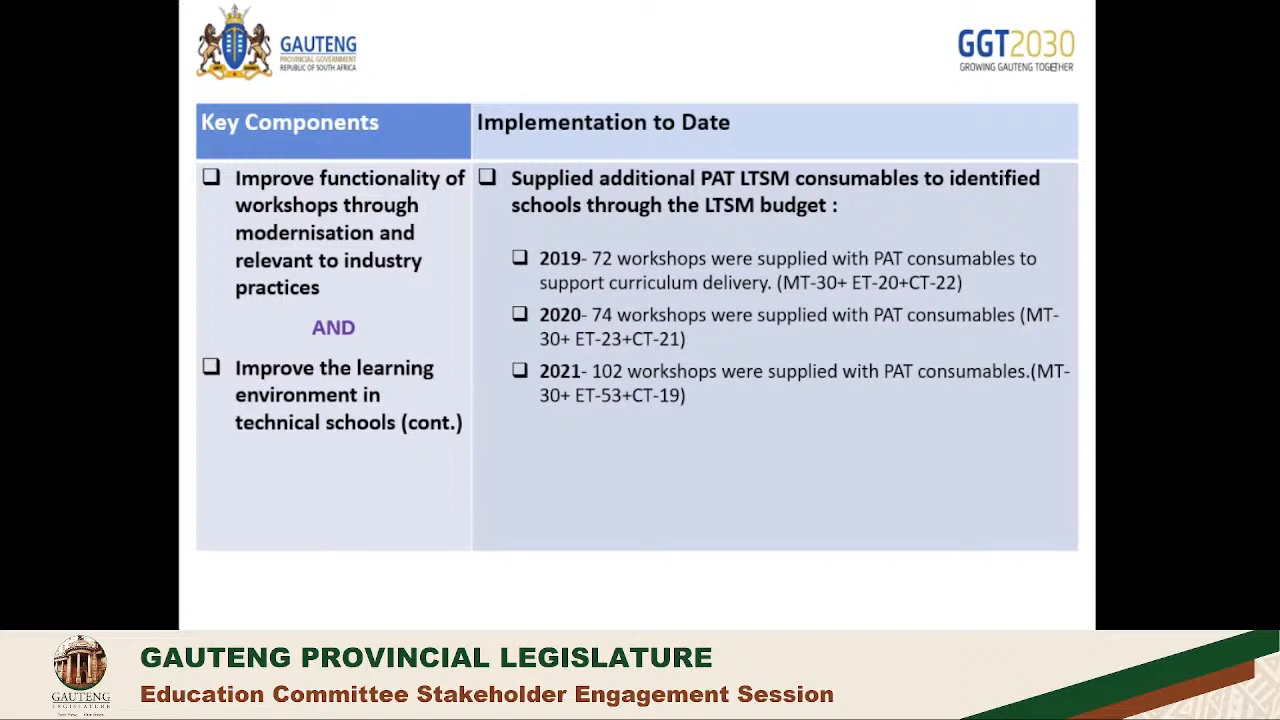 GAUTENG
PROVINCIAL GOVERNMENT
REPUBLIC OF SOUTH AFRICA
GGT2030
GROWING GAUTENG TOGETHER
Key Components
Implementation to Date
❑ Improve functionality of
workshops through
modernisation and
relevant to industry
practices
AND
❑ Improve the learning
environment in
technical schools (cont.)
❑ Supplied additional PAT LTSM consumables to identified
schools through the LTSM budget :
❑ 2019- 72 workshops were supplied with PAT consumables to
support curriculum delivery. (MT-30+ ET-20+CT-22)
❑ 2020- 74 workshops were supplied with PAT consumables (MT-
30+ ET-23+CT-21)
❑ 2021- 102 workshops were supplied with PAT consumables.(MT-
30+ ET-53+CT-19)
GAUTENG
LEGISLATURE
GAUTENG PROVINCIAL LEGISLATURE
Education Committee Stakeholder Engagement Session